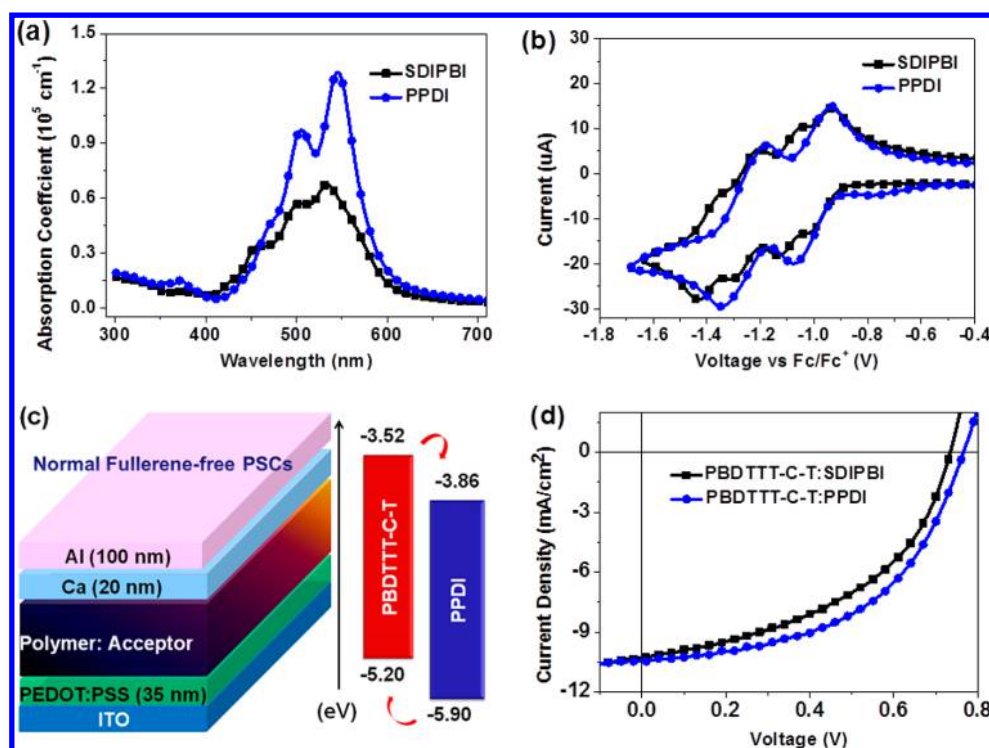 (a)
1.5
1.2
0.9
0.6
0.3
0.0
Absorption Coeffcient (10⁵ cm⁻¹)
SDIPBI
PPDI
300 400 500 600 700
Wavelength (nm)
(b)
30
20
10
0
-10
-20
-30
Current (uA)
SDIPBI
PPDI
-1.8 -1.6 -1.4 -1.2 -1.0 -0.8 -0.6 -0.4
Voltage vs Fc/Fc⁺ (V)
(c)
Normal Fullerene-free PSCs
Al (100 nm)
Ca (20 nm)
Polymer: Acceptor
PEDOT:PSS (35 nm)
ITO
(eV)
-3.52
PBDTTT-C-T
-5.20
-3.86
PPDI
-5.90
(d)
0
-3
-6
-9
-12
Current Density (mA/cm²)
PBDTTT-C-T:SDIPBI
PBDTTT-C-T:PPDI
0.0 0.2 0.4 0.6 0.8
Voltage (V)